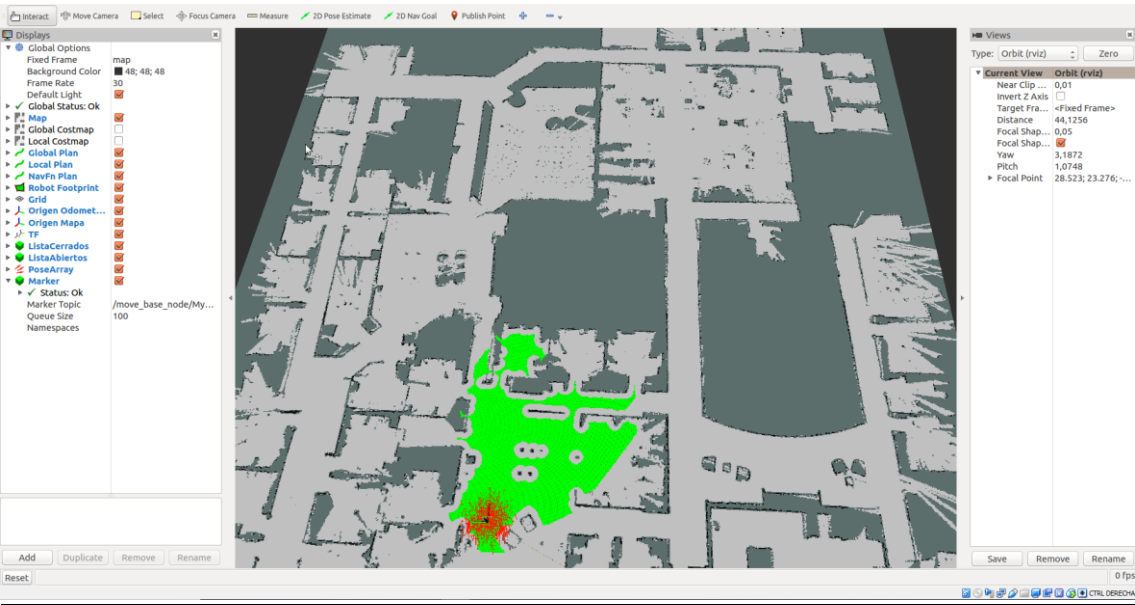 Interact Move Camera Select Focus Camera Measure 2D Pose Estimate 2D Nav Goal Publish Point
Displays
Global Options
Fixed Frame map
Background Color 48; 48; 48
Frame Rate 30
Default Light
Global Status: Ok
Map
Global Costmap
Local Costmap
Global Plan
Local Plan
NavFn Plan
Robot Footprint
Grid
Origen Odomet...
Origen Mapa
TF
ListaCerrados
ListaAbiertos
PoseArray
Marker
Status: Ok
Marker Topic /move_base_node/My...
Queue Size 100
Namespaces
Add Duplicate Remove Rename
Reset
Views
Type: Orbit (rviz) Zero
Current View Orbit (rviz)
Near Clip ... 0,01
Invert Z Axis
Target Fra... <Fixed Frame>
Distance 44,1256
Focal Shap... 0,05
Focal Shap...
Yaw 3,1872
Pitch 1,0748
Focal Point 28.523; 23.276; -...
Save Remove Rename
0 fps
CTRL DERECHA